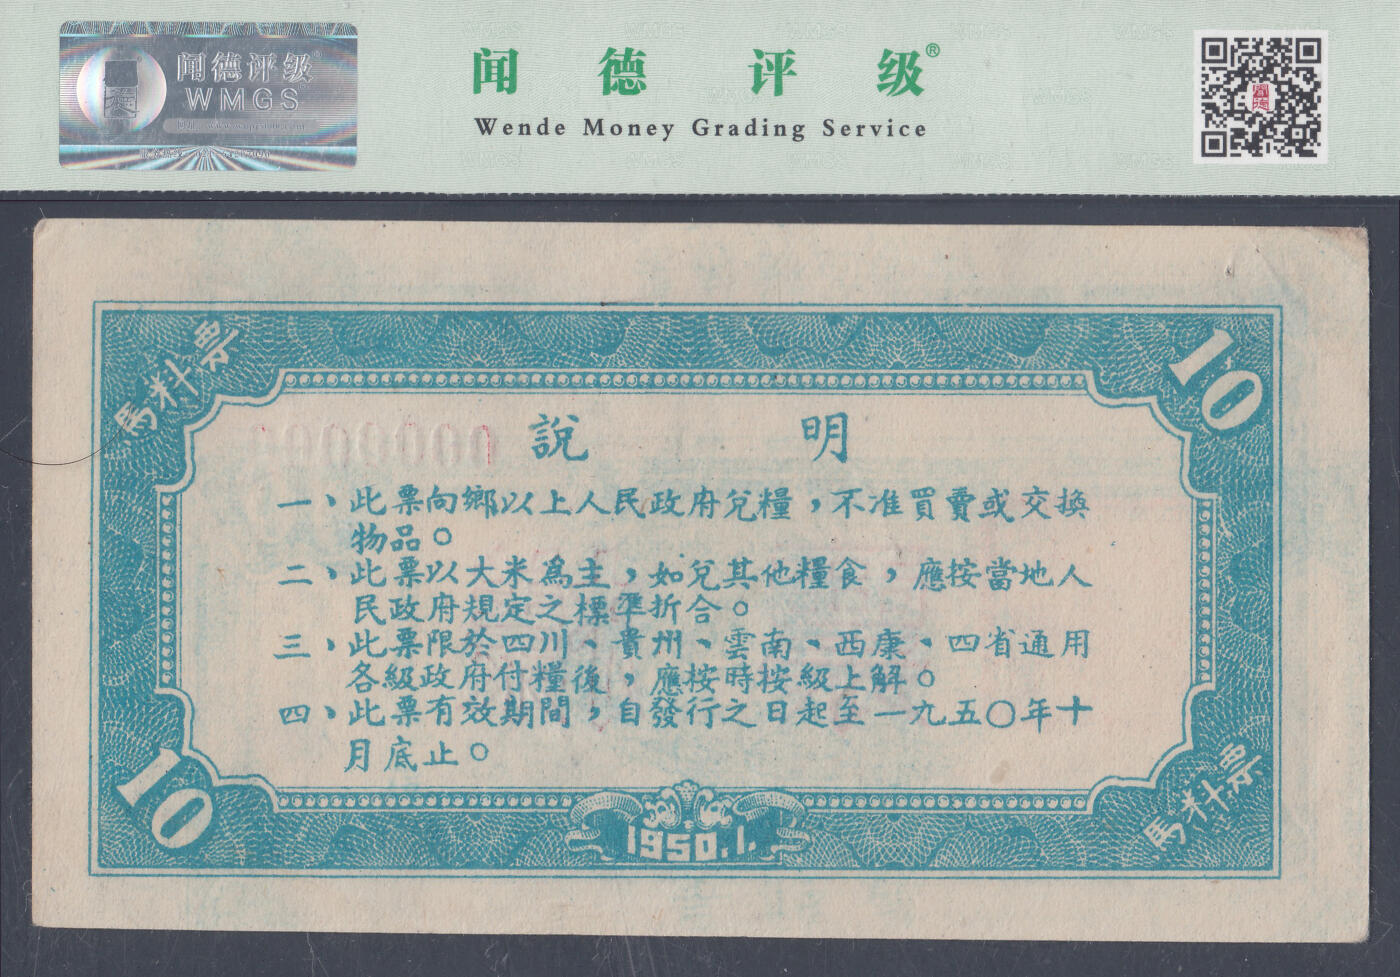 闻德评级®
WMGS
闻德评级®
Wende Money Grading Service
馬料票
10
說明
一、此票向鄉以上人民政府兌糧，不准買賣或交換
物品。
二、此票以大米為主，如兌其他糧食，應按當地人
民政府規定之標準折合。
三、此票限於四川、貴州、雲南、西康、四省通用
各級政府付糧後，應按時按級上解。
四、此票有效期間，自發行之日起至一九五〇年十
月底止。
10
馬料票
1950.1.